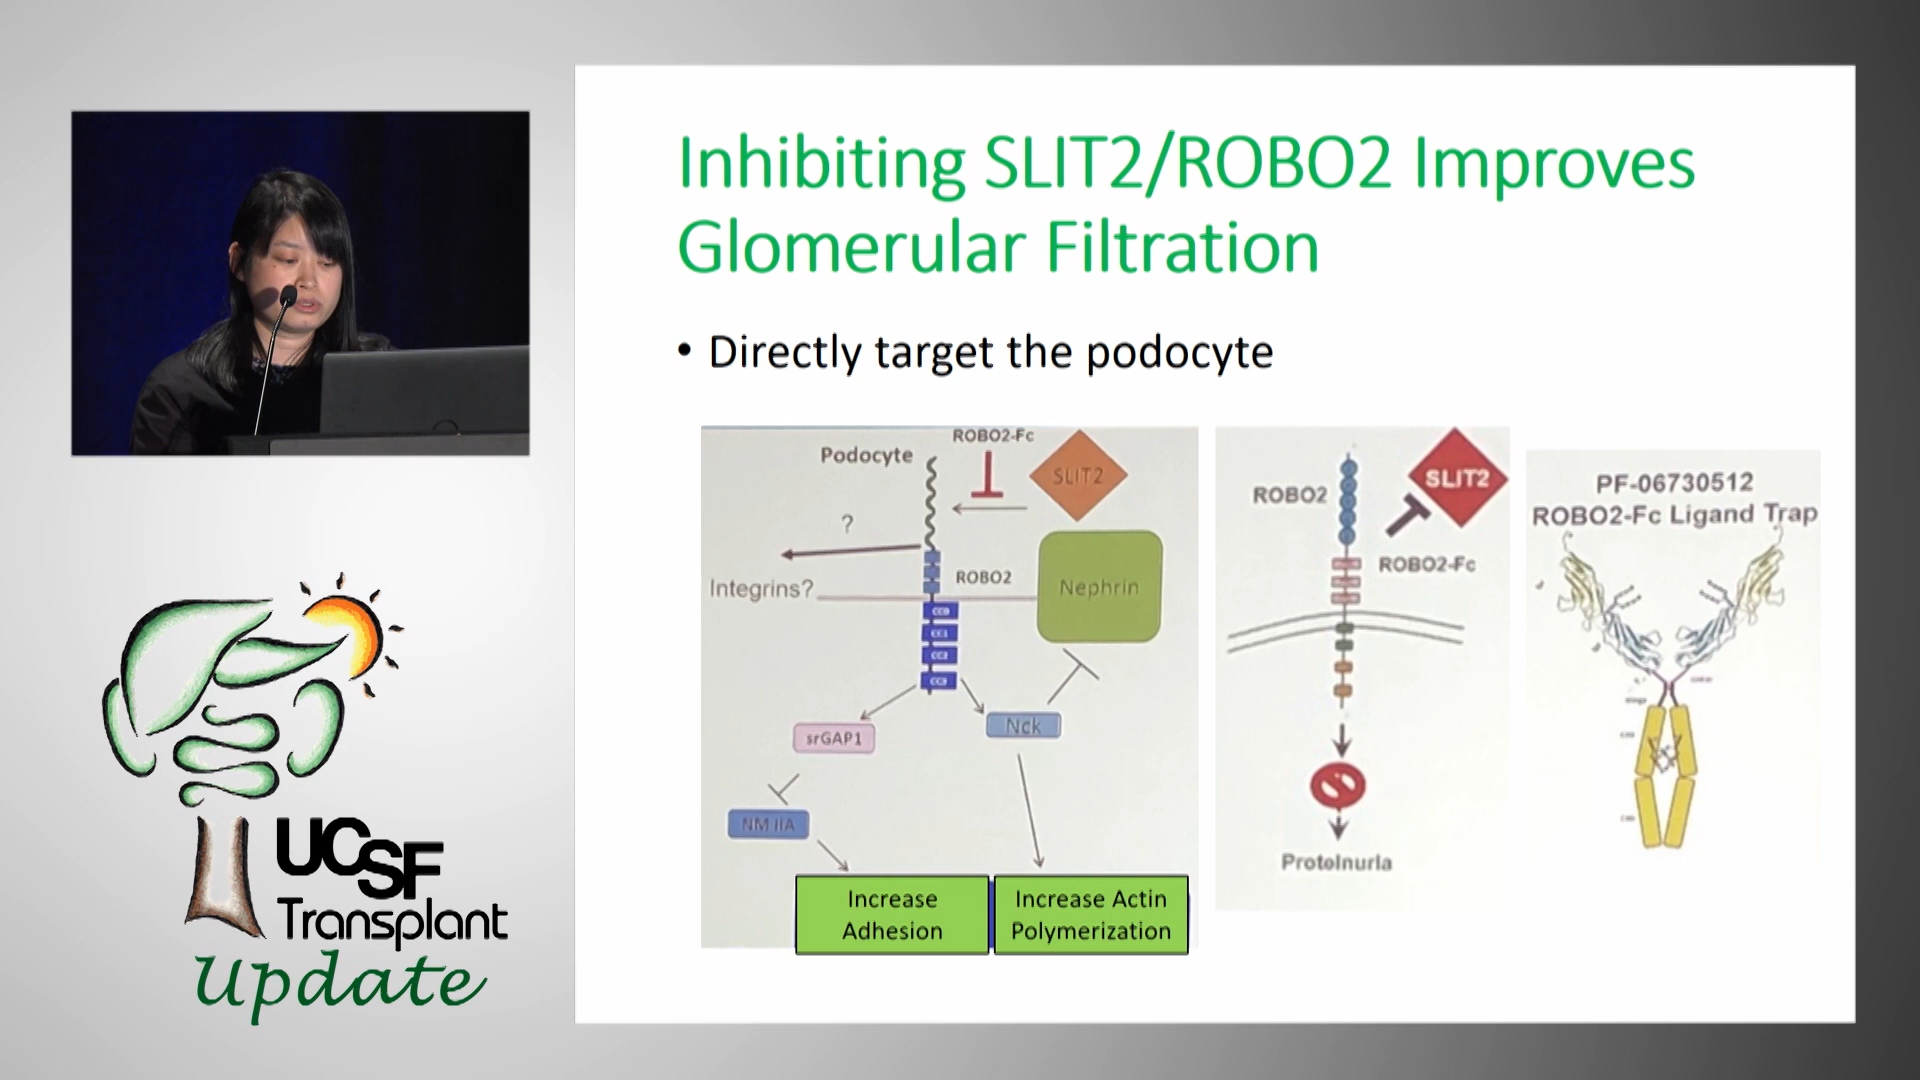 Inhibiting SLIT2/ROBO2 Improves
Glomerular Filtration
• Directly target the podocyte
ROBO2-Fc
Podocyte
SLIT2
?
Integrins?
ROBO2
Nephrin
CC0
CC1
CC2
CC3
srGAP1
Nck
NM IIA
Increase
Adhesion
Increase Actin
Polymerization
ROBO2
SLIT2
ROBO2-Fc
Proteinuria
PF-06730512
ROBO2-Fc Ligand Trap
UCSF
Transplant
Update